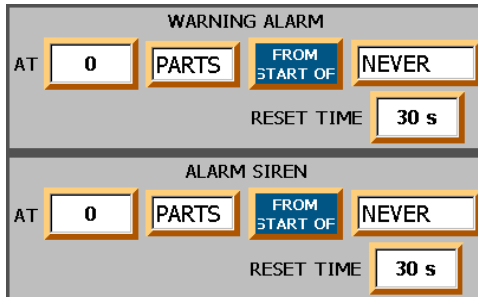 WARNING ALARM
AT 0 PARTS FROM START OF NEVER
RESET TIME 30 s
ALARM SIREN
AT 0 PARTS FROM START OF NEVER
RESET TIME 30 s